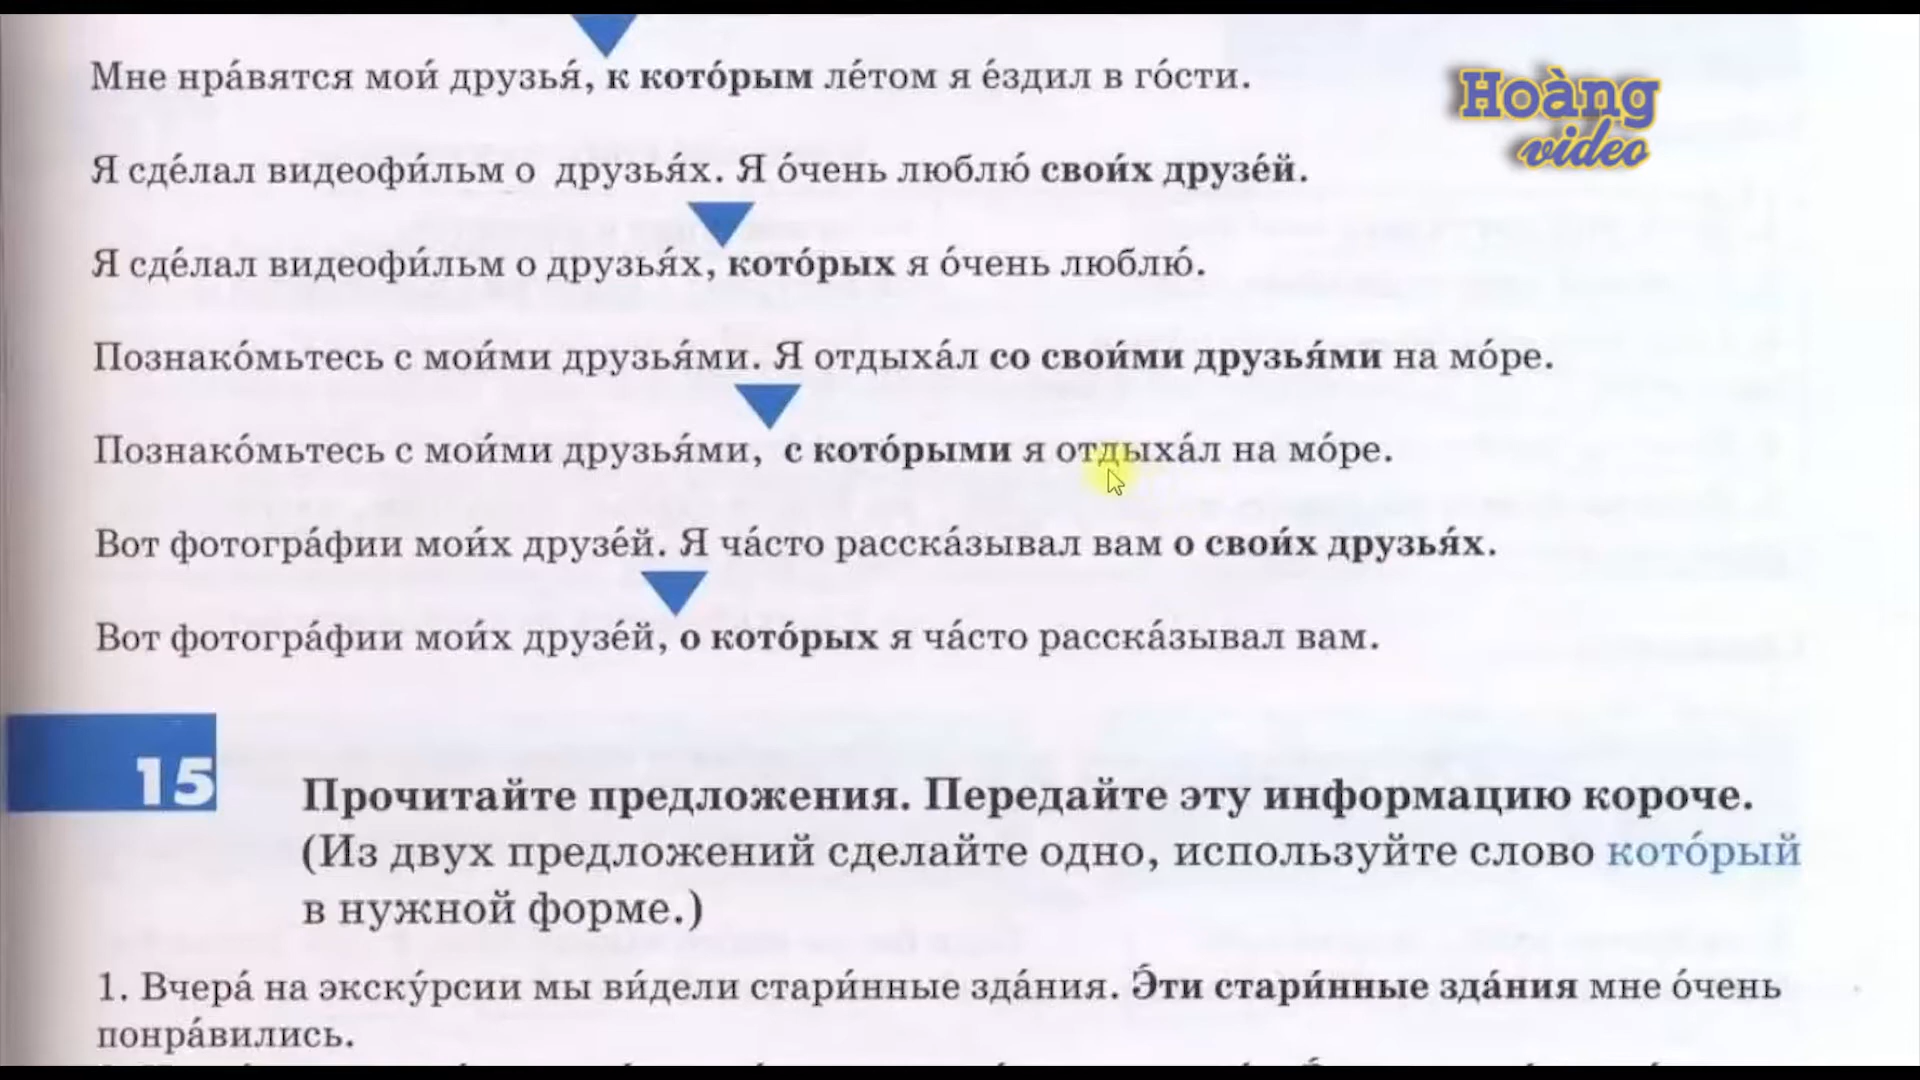 Мне нра́вятся мои́ друзья́, к кото́рым ле́том я е́здил в го́сти.
Hoàng
video
Я сде́лал видеофи́льм о друзья́х. Я о́чень люблю́ свои́х друзе́й.
Я сде́лал видеофи́льм о друзья́х, кото́рых я о́чень люблю́.
Познако́мьтесь с мои́ми друзья́ми. Я отдыха́л со свои́ми друзья́ми на мо́ре.
Познако́мьтесь с мои́ми друзья́ми, с кото́рыми я отдыха́л на мо́ре.
Вот фотогра́фии мои́х друзе́й. Я ча́сто расска́зывал вам о свои́х друзья́х.
Вот фотогра́фии мои́х друзе́й, о кото́рых я ча́сто расска́зывал вам.
15
Прочитайте предложения. Передайте эту информацию короче.
(Из двух предложений сделайте одно, используйте слово кото́рый
в нужной форме.)
1. Вчера́ на экску́рсии мы ви́дели стари́нные зда́ния. Э́ти стари́нные зда́ния мне о́чень
понра́вились.